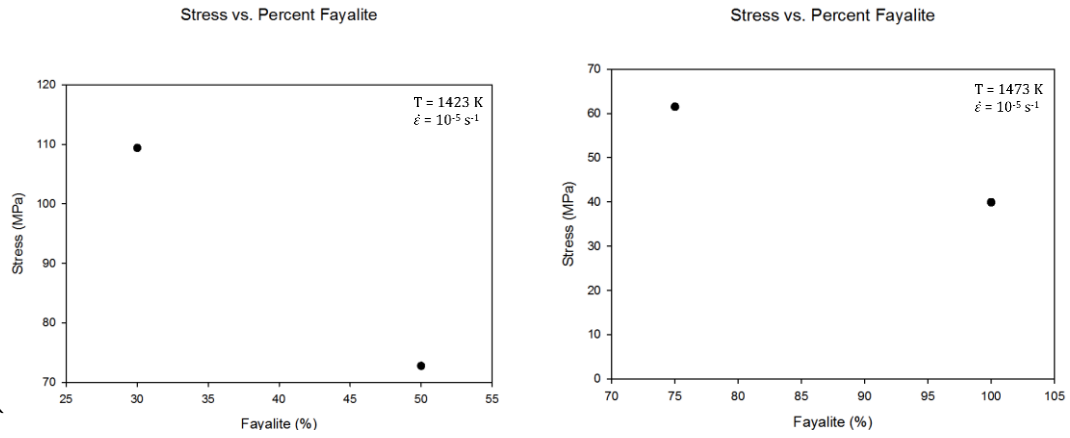 Stress vs. Percent Fayalite
120
110
100
90
80
70
Stress (MPa)
T = 1423 K
ε̇ = 10⁻⁵ s⁻¹
25 30 35 40 45 50 55
Fayalite (%)
Stress vs. Percent Fayalite
70
60
50
40
30
20
10
0
Stress (MPa)
T = 1473 K
ε̇ = 10⁻⁵ s⁻¹
70 75 80 85 90 95 100 105
Fayalite (%)